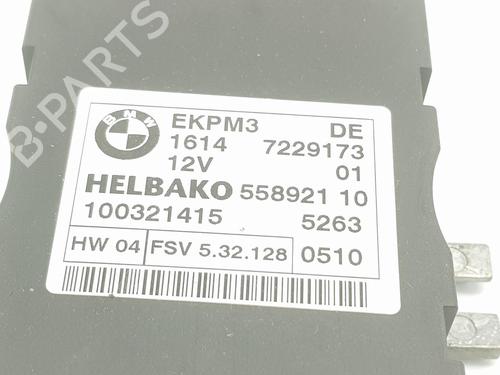 B-PARTS
BMW
EKPM3 DE
1614 7229173
12V 01
HELBAKO 558921 10
100321415 5263
HW 04 FSV 5.32.128 0510